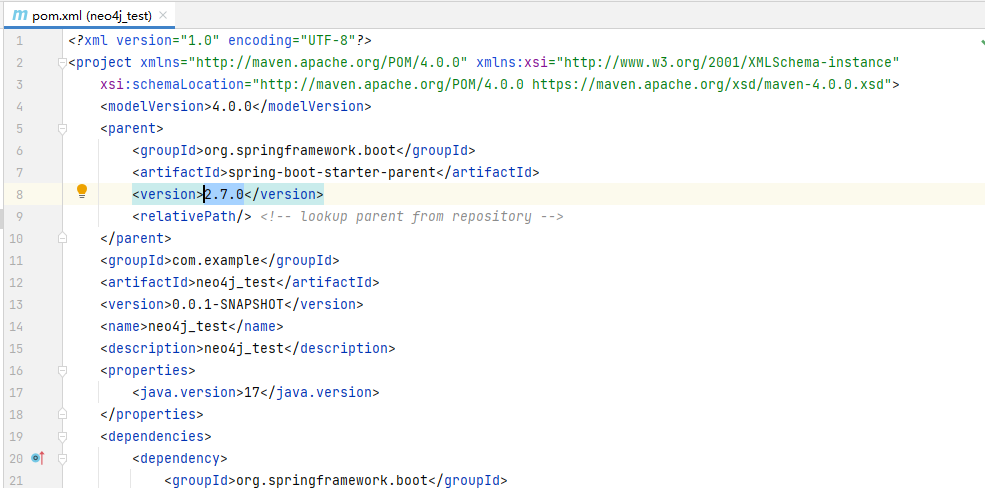 pom.xml (neo4j_test)
1 <?xml version="1.0" encoding="UTF-8"?>
2 <project xmlns="http://maven.apache.org/POM/4.0.0" xmlns:xsi="http://www.w3.org/2001/XMLSchema-instance"
3 xsi:schemaLocation="http://maven.apache.org/POM/4.0.0 https://maven.apache.org/xsd/maven-4.0.0.xsd">
4 <modelVersion>4.0.0</modelVersion>
5 <parent>
6 <groupId>org.springframework.boot</groupId>
7 <artifactId>spring-boot-starter-parent</artifactId>
8 <version>2.7.0</version>
9 <relativePath/> <!-- lookup parent from repository -->
10 </parent>
11 <groupId>com.example</groupId>
12 <artifactId>neo4j_test</artifactId>
13 <version>0.0.1-SNAPSHOT</version>
14 <name>neo4j_test</name>
15 <description>neo4j_test</description>
16 <properties>
17 <java.version>17</java.version>
18 </properties>
19 <dependencies>
20 <dependency>
21 <groupId>org.springframework.boot</groupId>